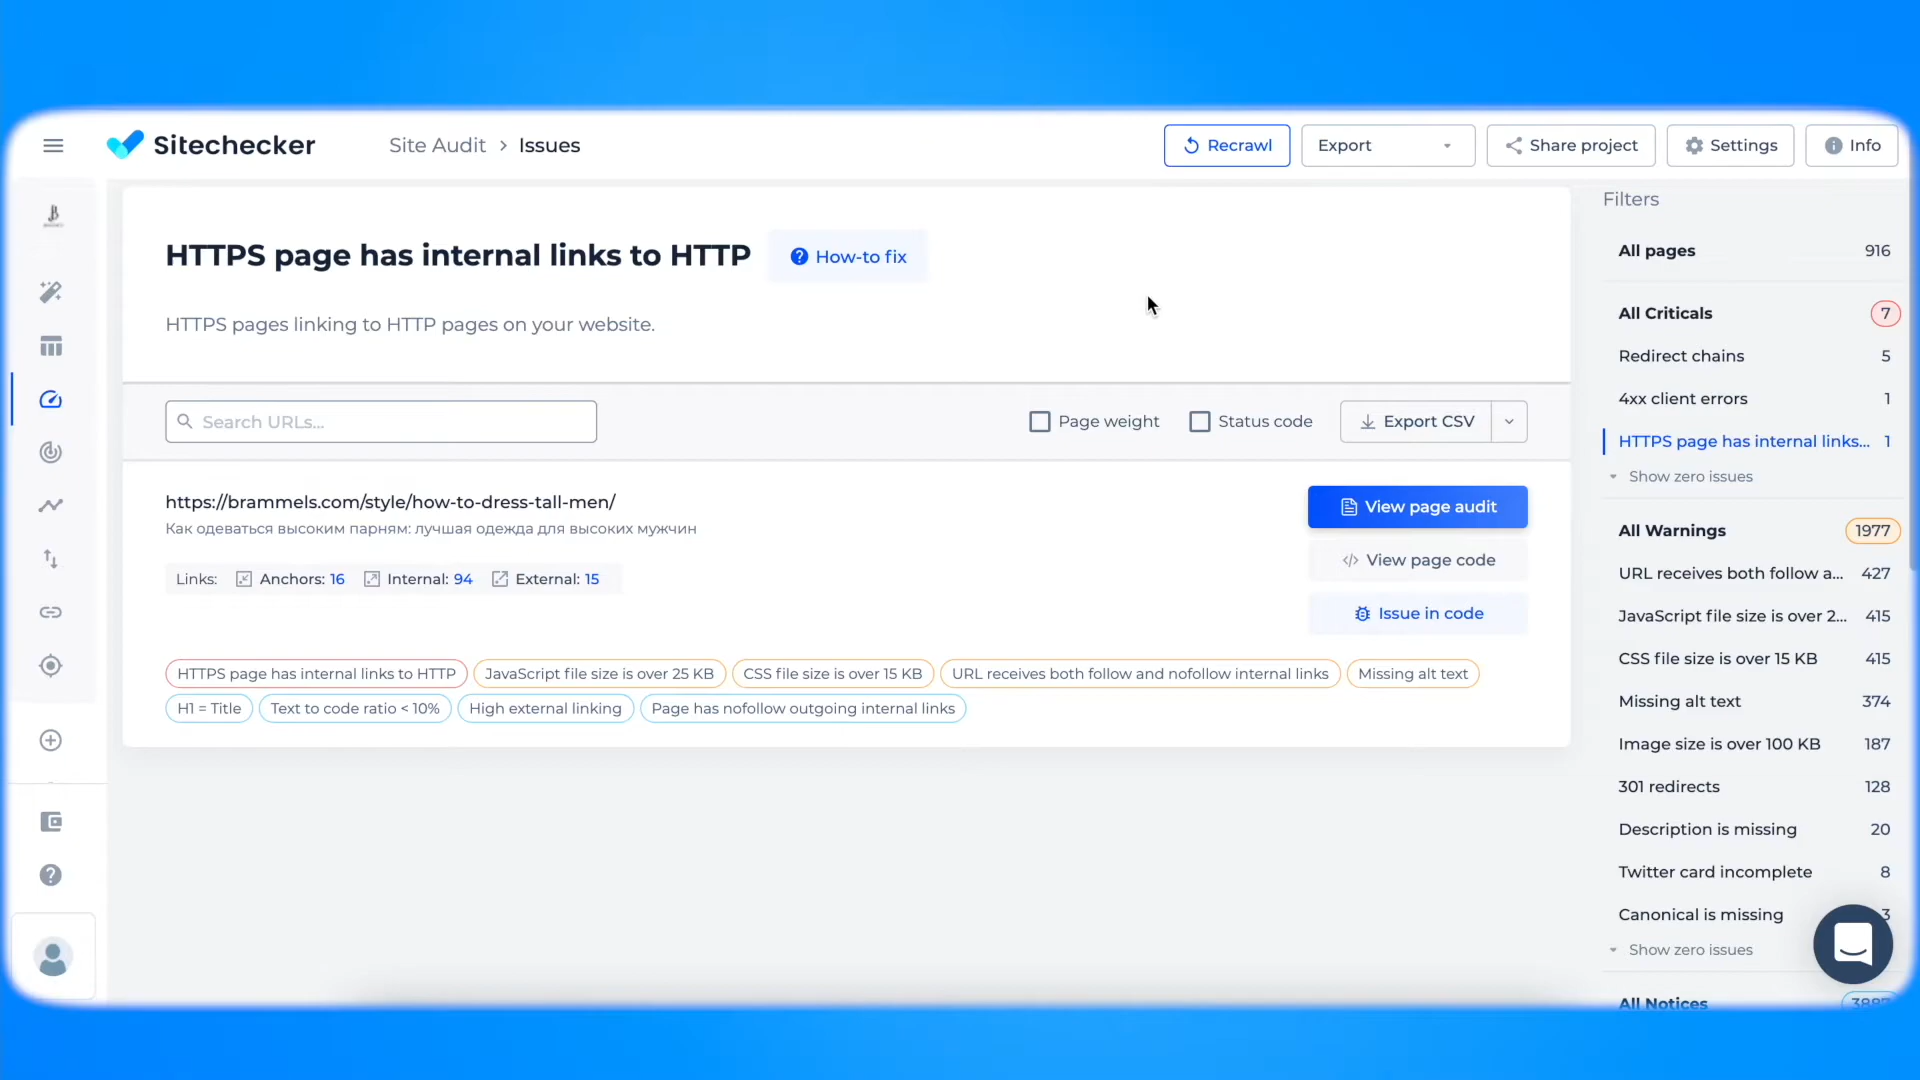 Sitechecker
Site Audit > Issues
Recrawl
Export
Share project
Settings
Info
HTTPS page has internal links to HTTP
How-to fix
HTTPS pages linking to HTTP pages on your website.
Search URLs...
Page weight
Status code
Export CSV
https://brammels.com/style/how-to-dress-tall-men/
Как одеваться высоким парням: лучшая одежда для высоких мужчин
Links: Anchors: 16 Internal: 94 External: 15
View page audit
View page code
Issue in code
HTTPS page has internal links to HTTP
JavaScript file size is over 25 KB
CSS file size is over 15 KB
URL receives both follow and nofollow internal links
Missing alt text
H1 = Title
Text to code ratio < 10%
High external linking
Page has nofollow outgoing internal links
Filters
All pages 916
All Criticals 7
Redirect chains 5
4xx client errors 1
HTTPS page has internal links... 1
Show zero issues
All Warnings 1977
URL receives both follow a... 427
JavaScript file size is over 2... 415
CSS file size is over 15 KB 415
Missing alt text 374
Image size is over 100 KB 187
301 redirects 128
Description is missing 20
Twitter card incomplete 8
Canonical is missing 3
Show zero issues
All Notices